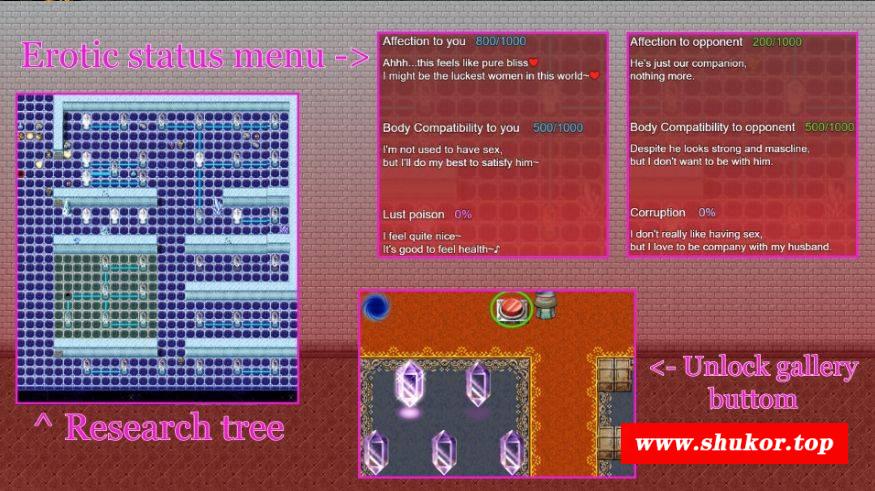 Erotic status menu ->
Affection to you 800/1000
Ahhh...this feels like pure bliss❤
I might be the luckest women in this world~❤
Body Compatibility to you 500/1000
I'm not used to have sex,
but I'll do my best to satisfy him~
Lust poison 0%
I feel quite nice~
It's good to feel health~♪
Affection to opponent 200/1000
He's just our companion,
nothing more.
Body Compatibility to opponent 500/1000
Despite he looks strong and mascline,
but I don't want to be with him.
Corruption 0%
I don't really like having sex,
but I love to be company with my husband.
^ Research tree
<- Unlock gallery
buttom
www.shukor.top